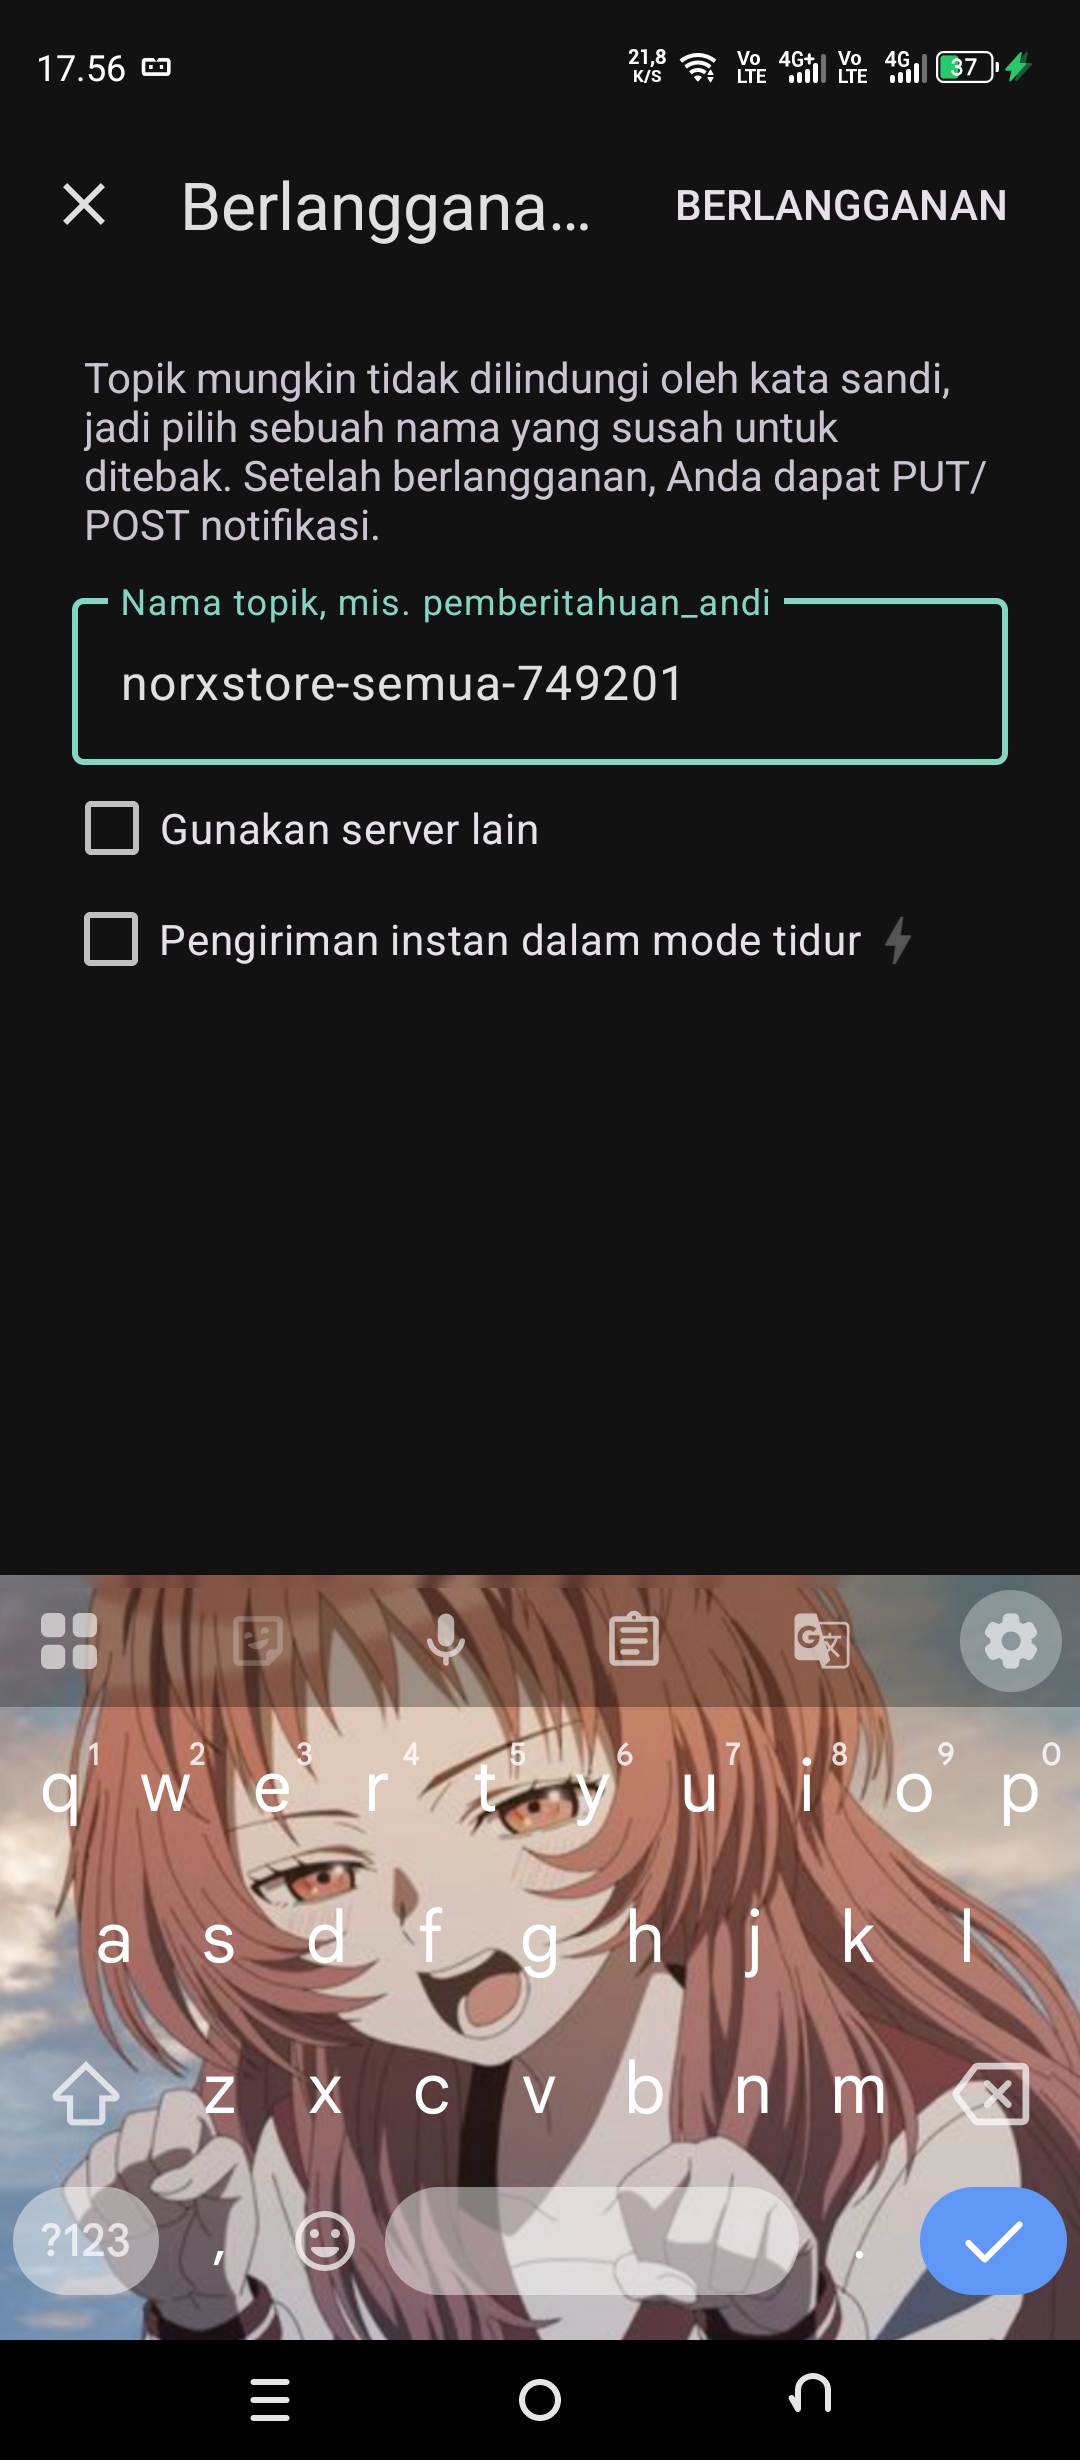 17.56
21,8 K/S Vo LTE 4G+ Vo LTE 4G 37
Berlanggana... BERLANGGANAN
Topik mungkin tidak dilindungi oleh kata sandi,
jadi pilih sebuah nama yang susah untuk
ditebak. Setelah berlangganan, Anda dapat PUT/
POST notifikasi.
Nama topik, mis. pemberitahuan_andi
norxstore-semua-749201
Gunakan server lain
Pengiriman instan dalam mode tidur
G文
1 2 3 4 5 6 7 8 9 0
q w e r t y u i o p
a s d f g h j k l
z x c v b n m
?123 , .